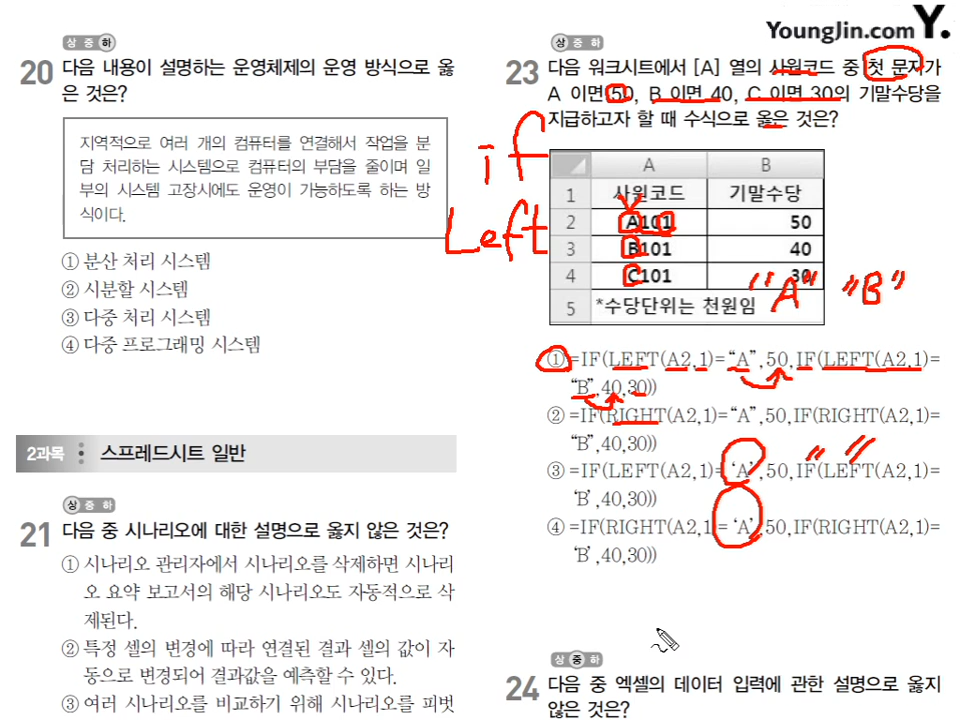 YoungJin.com Y.
상 중 하
20 다음 내용이 설명하는 운영체제의 운영 방식으로 옳
은 것은?
지역적으로 여러 개의 컴퓨터를 연결해서 작업을 분
담 처리하는 시스템으로 컴퓨터의 부담을 줄이며 일
부의 시스템 고장시에도 운영이 가능하도록 하는 방
식이다.
① 분산 처리 시스템
② 시분할 시스템
③ 다중 처리 시스템
④ 다중 프로그래밍 시스템
2과목 스프레드시트 일반
상 중 하
21 다음 중 시나리오에 대한 설명으로 옳지 않은 것은?
① 시나리오 관리자에서 시나리오를 삭제하면 시나리
오 요약 보고서의 해당 시나리오도 자동적으로 삭
제된다.
② 특정 셀의 변경에 따라 연결된 결과 셀의 값이 자
동으로 변경되어 결과값을 예측할 수 있다.
③ 여러 시나리오를 비교하기 위해 시나리오를 피벗
상 중 하
23 다음 워크시트에서 [A] 열의 사원코드 중 첫 문자가
A 이면 50, B 이면 40, C 이면 30의 기말수당을
지급하고자 할 때 수식으로 옳은 것은?
if
Left
A B
1 사원코드 기말수당
2 A101 50
3 B101 40
4 C101 30
5 *수당단위는 천원임
"A" "B"
①=IF(LEFT(A2,1)=“A”,50,IF(LEFT(A2,1)=
“B”,40,30))
②=IF(RIGHT(A2,1)=“A”,50,IF(RIGHT(A2,1)=
“B”,40,30))
" "
③=IF(LEFT(A2,1)=‘A’,50,IF(LEFT(A2,1)=
‘B’,40,30))
④=IF(RIGHT(A2,1)=‘A’,50,IF(RIGHT(A2,1)=
‘B’,40,30))
상 중 하
24 다음 중 엑셀의 데이터 입력에 관한 설명으로 옳지
않은 것은?